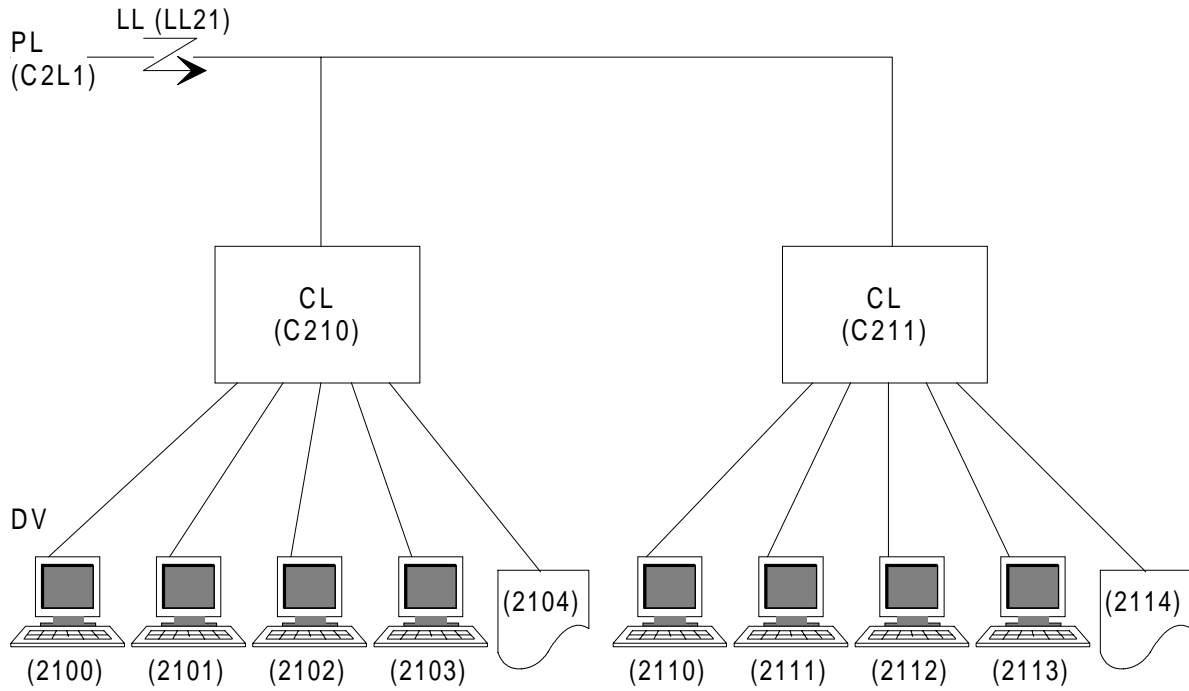 LL (LL21)
PL
(C2L1)
CL
(C210)
CL
(C211)
DV
(2104)
(2114)
(2100)
(2101)
(2102)
(2103)
(2110)
(2111)
(2112)
(2113)